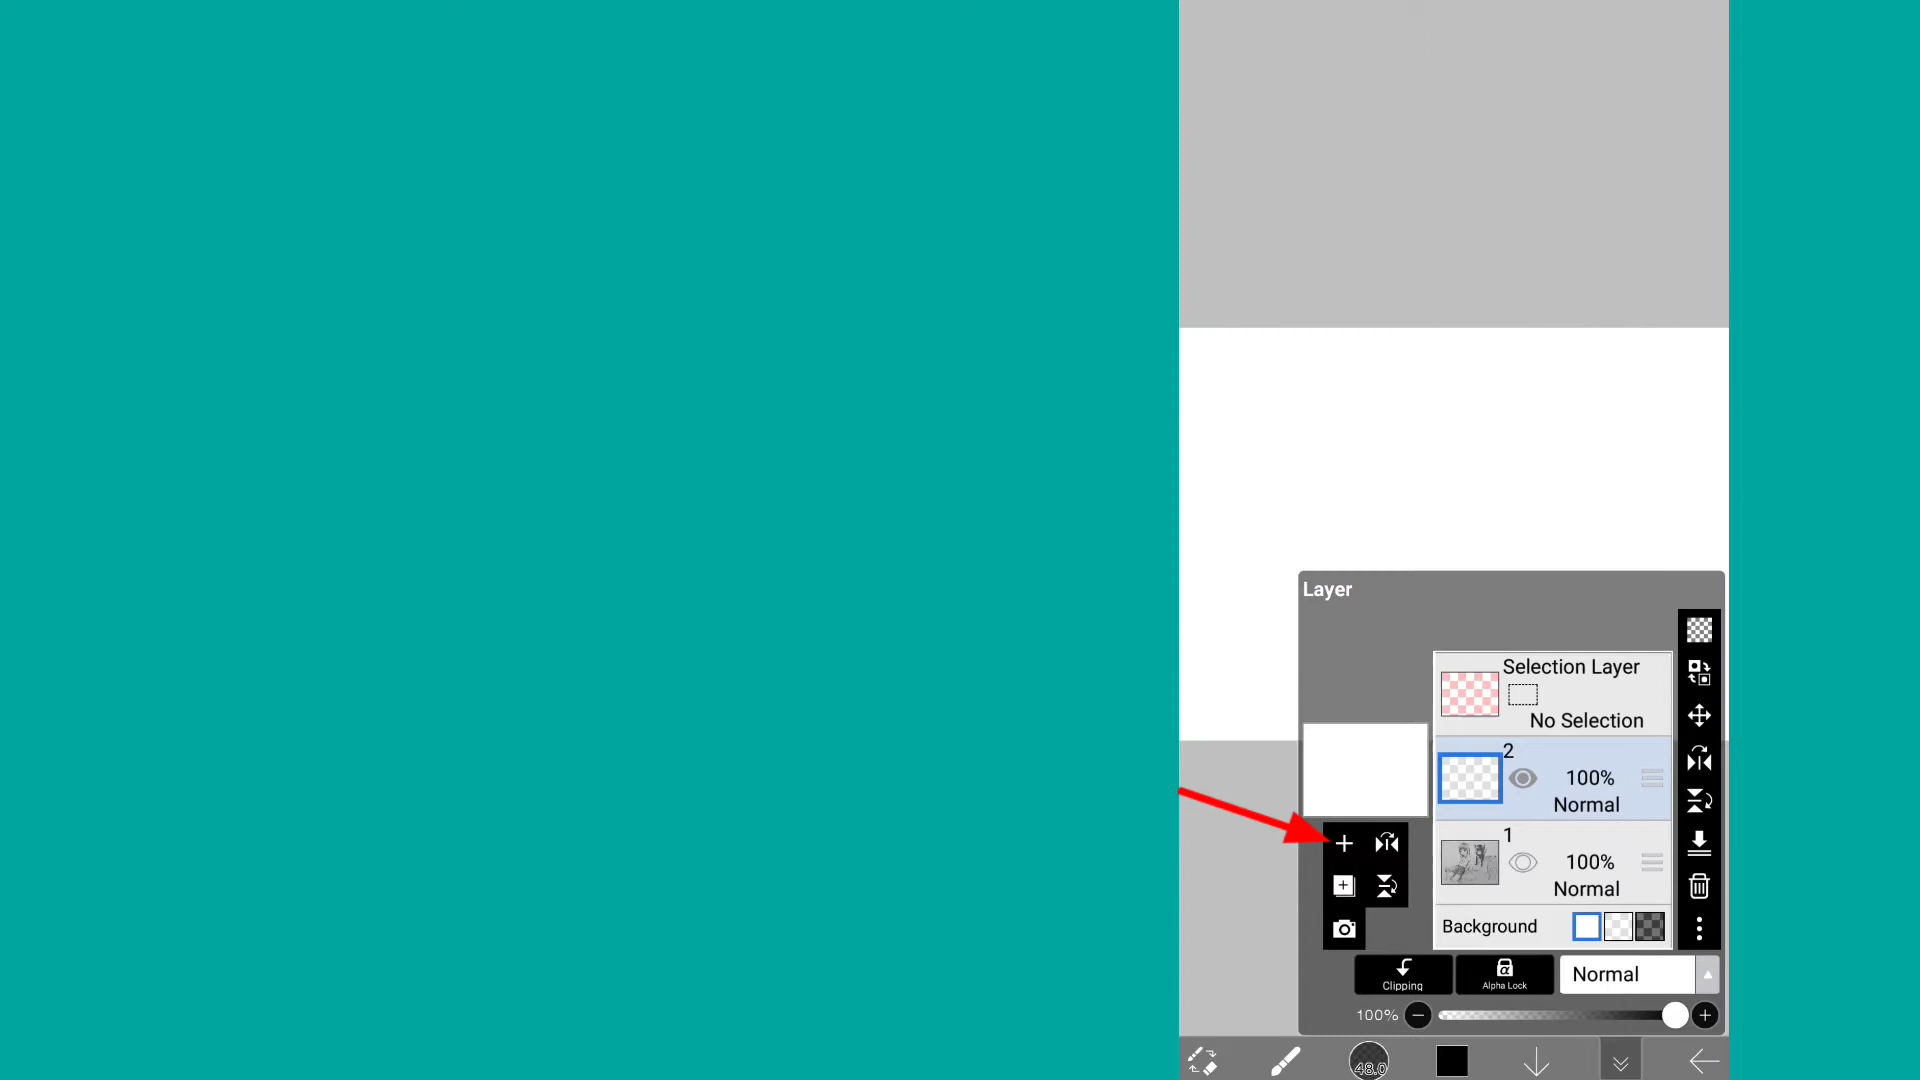 Layer
Selection Layer
No Selection
2
100%
Normal
1
100%
Normal
Background
Clipping
α
Alpha Lock
Normal
100%
48.0